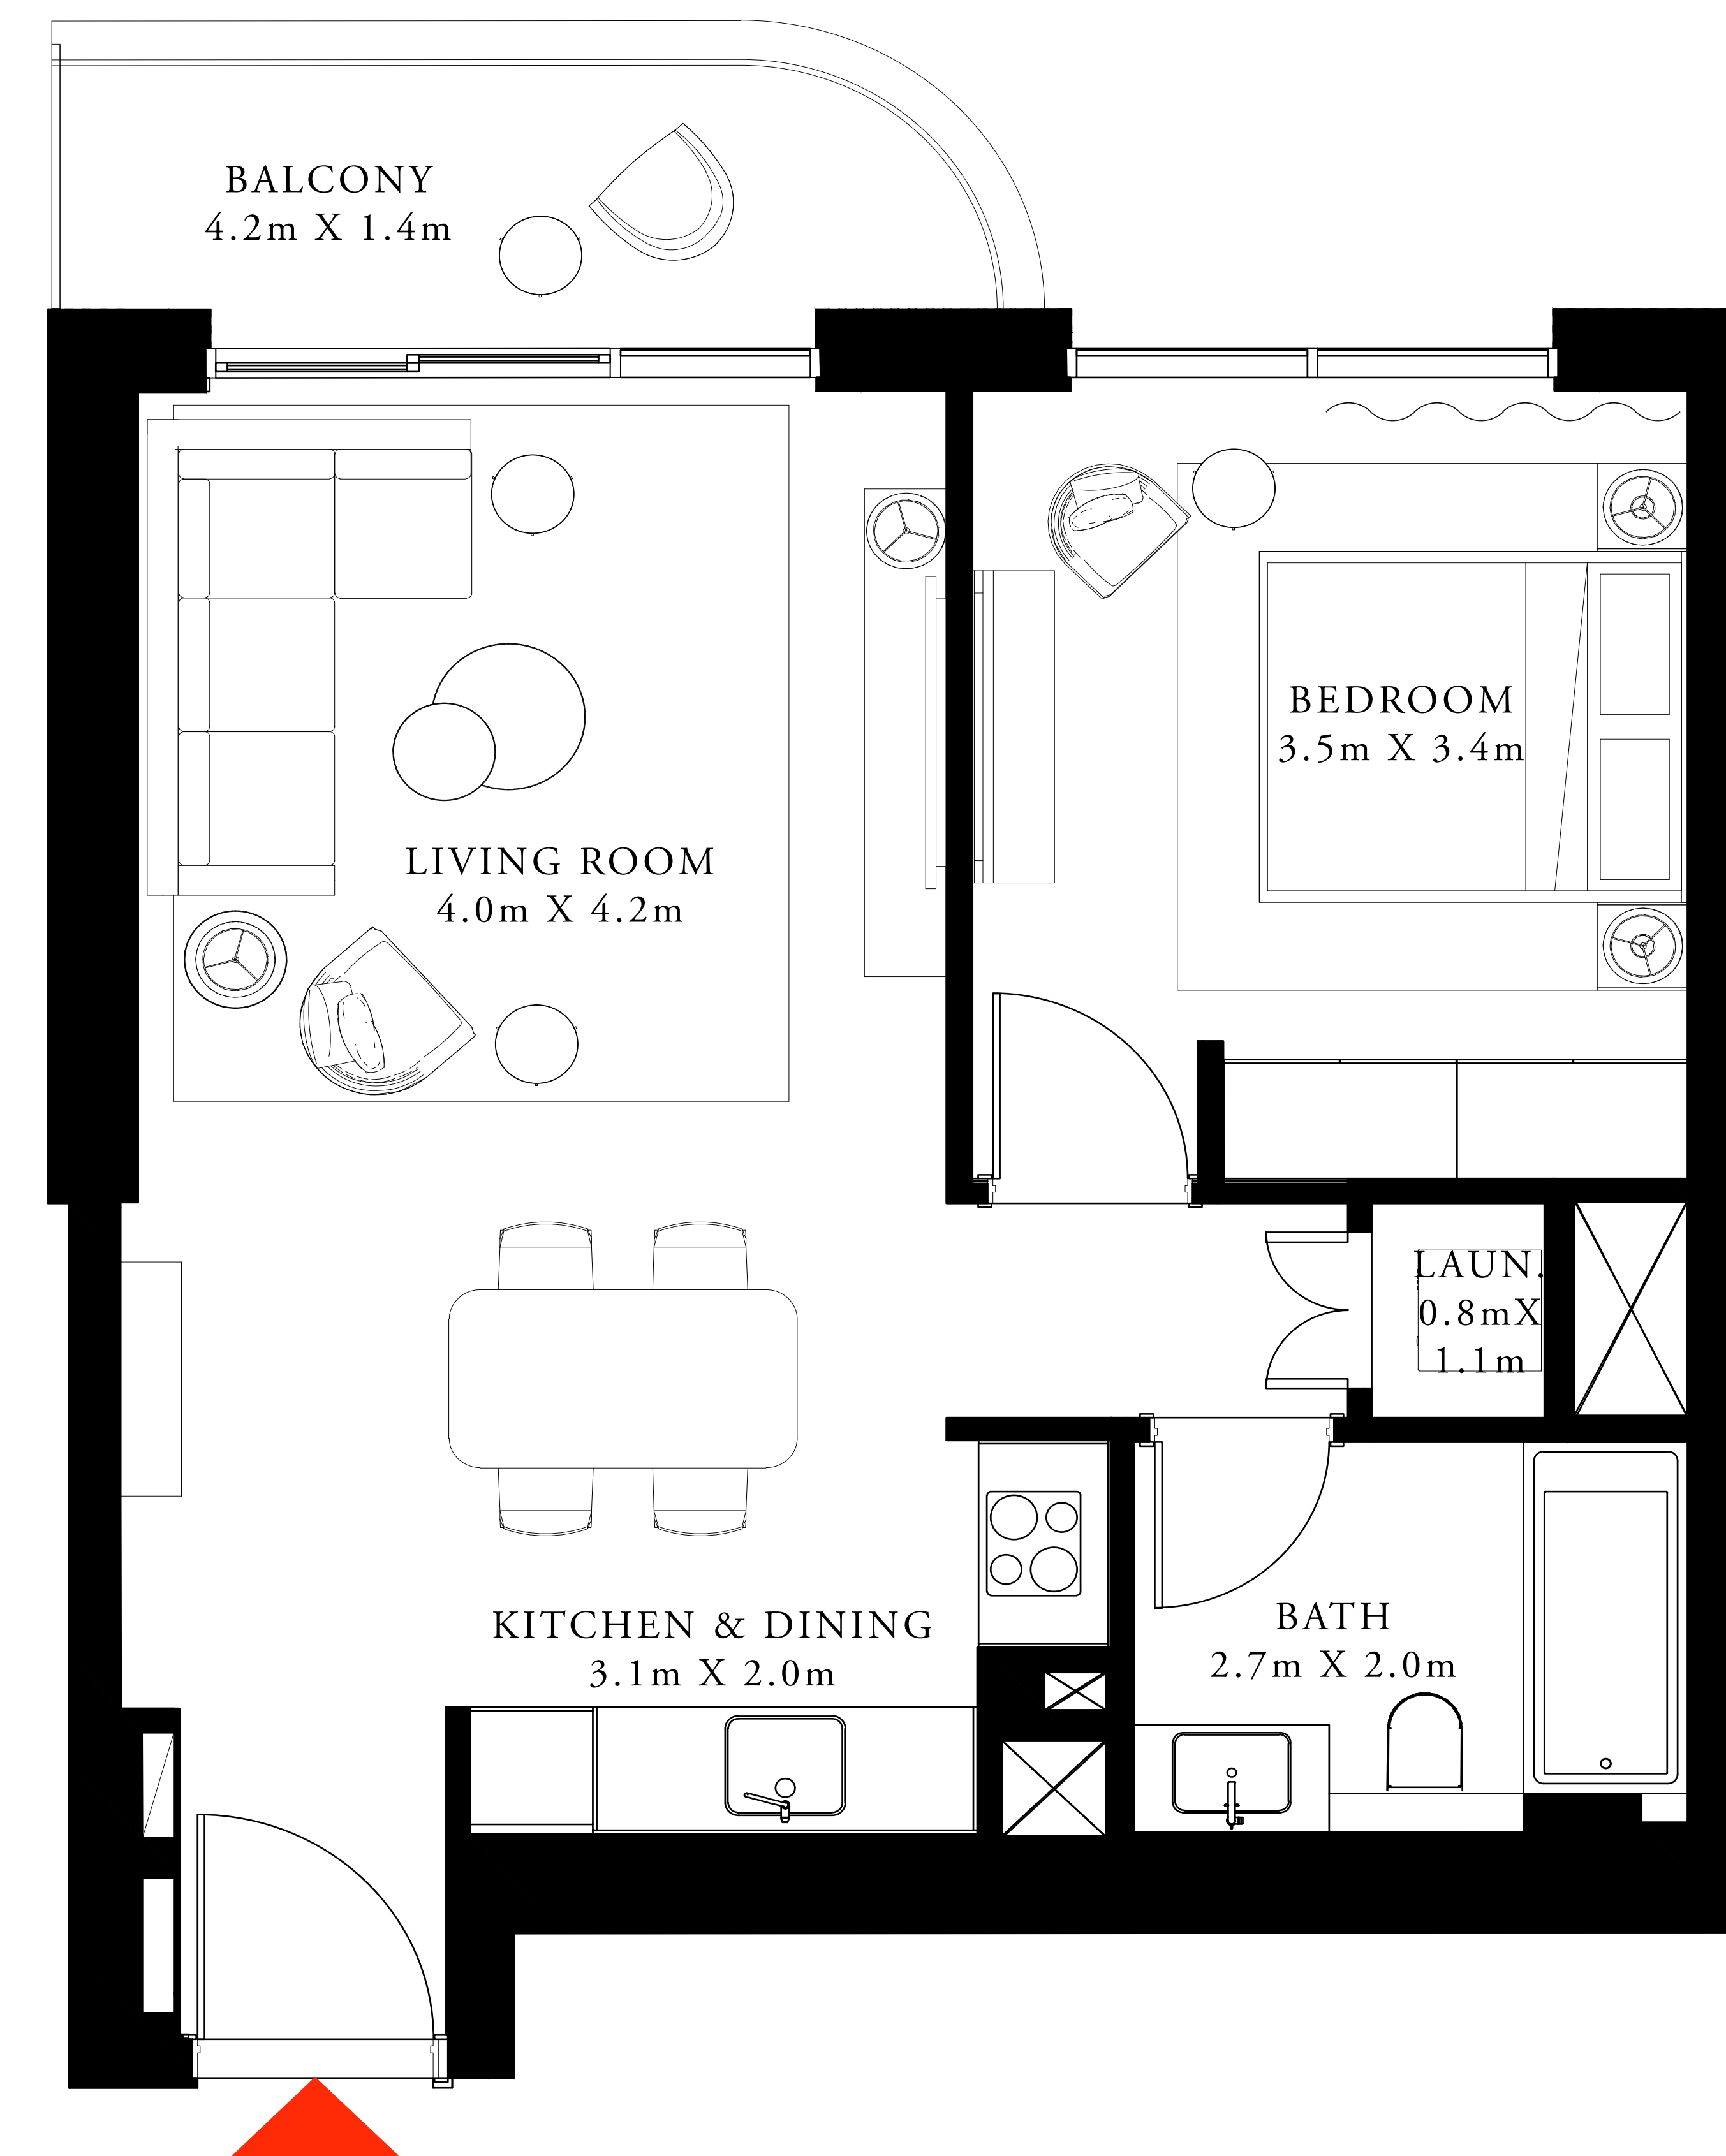 BALCONY
4.2m X 1.4m
BEDROOM
3.5m X 3.4m
LIVING ROOM
4.0m X 4.2m
LAUN.
0.8mX
1.1m
KITCHEN & DINING
3.1m X 2.0m
BATH
2.7m X 2.0m